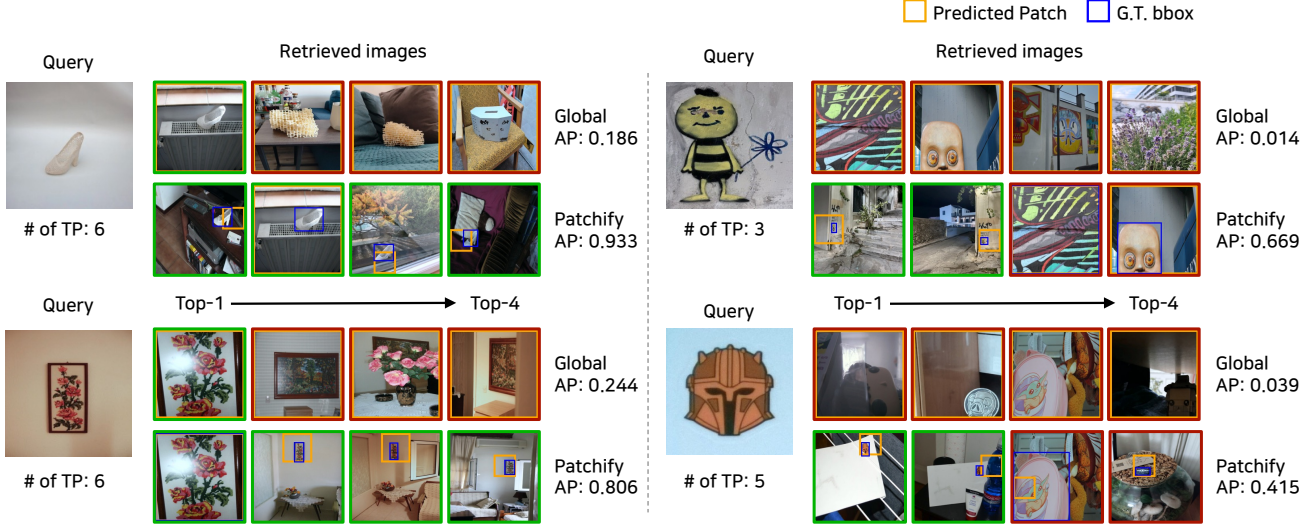 Predicted Patch
G.T. bbox
Query
Retrieved images
Global
AP: 0.186
Patchify
AP: 0.933
# of TP: 6
Query
Retrieved images
Global
AP: 0.014
Patchify
AP: 0.669
# of TP: 3
Top-1
Top-4
Top-1
Top-4
Query
Global
AP: 0.244
Patchify
AP: 0.806
# of TP: 6
Query
Global
AP: 0.039
Patchify
AP: 0.415
# of TP: 5